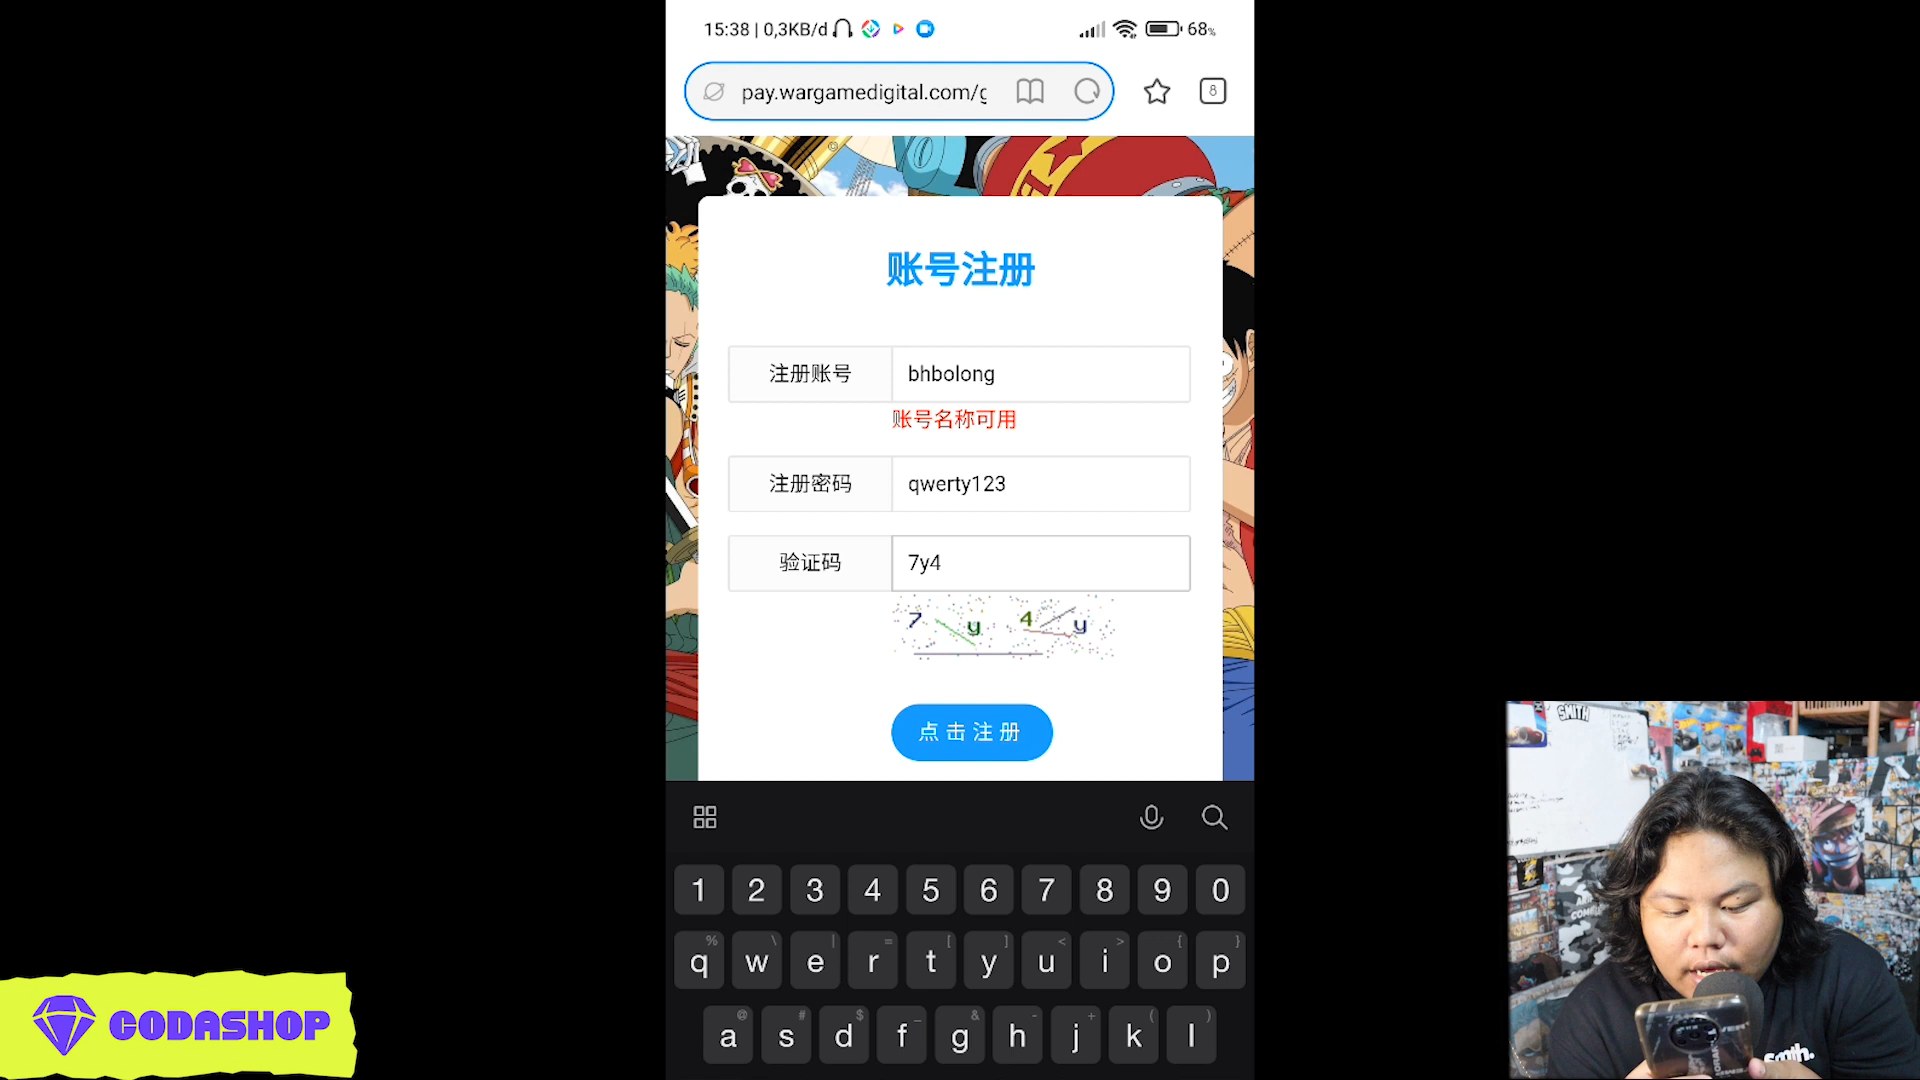 15:38 | 0,3KB/d
68%
pay.wargamedigital.com/g
8
账号注册
注册账号
bhbolong
账号名称可用
注册密码
qwerty123
验证码
7y4
7 y 4 y
点击注册
1 2 3 4 5 6 7 8 9 0
% \ | = [ ] < > { }
q w e r t y u i o p
@ # $ _ & - + ( )
a s d f g h j k l
SMITH
CODASHOP
Smith.